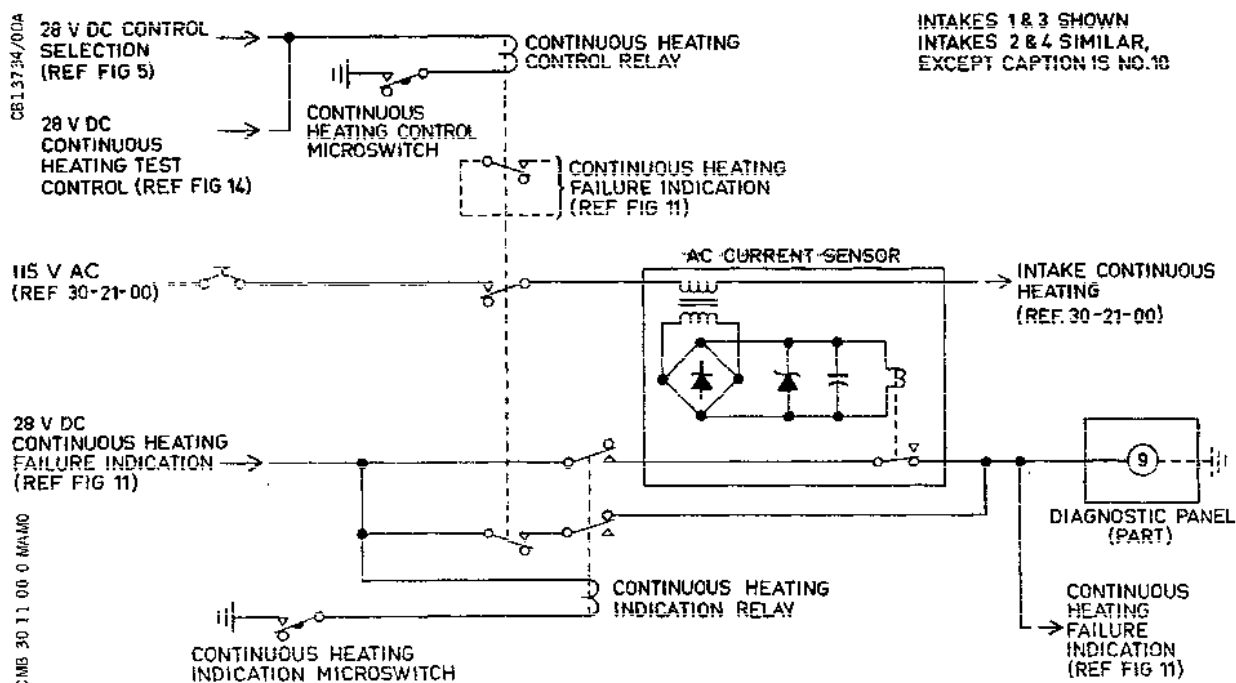 CB13734/00A
28 V DC CONTROL
SELECTION
(REF FIG 5)
28 V DC
CONTINUOUS
HEATING TEST
CONTROL (REF FIG 14)
CONTINUOUS HEATING
CONTROL RELAY
CONTINUOUS
HEATING CONTROL
MICROSWITCH
INTAKES 1 & 3 SHOWN
INTAKES 2 & 4 SIMILAR,
EXCEPT CAPTION IS NO.10
CONTINUOUS HEATING
FAILURE INDICATION
(REF FIG 11)
115 V AC
(REF 30-21-00)
AC CURRENT SENSOR
INTAKE CONTINUOUS
HEATING
(REF. 30-21-00)
28 V DC
CONTINUOUS HEATING
FAILURE INDICATION
(REF FIG 11)
9
DIAGNOSTIC PANEL
(PART)
CONTINUOUS HEATING
INDICATION RELAY
CONTINUOUS HEATING
INDICATION MICROSWITCH
CONTINUOUS
HEATING
FAILURE
INDICATION
(REF FIG 11)
CMB 30 11 00 0 MAM0